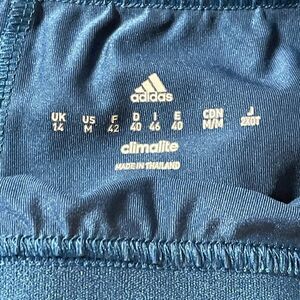 adidas
UK US F D I E CDN J
14 M 42 40 46 40 M/M 2XOT
climalite
MADE IN THAILAND